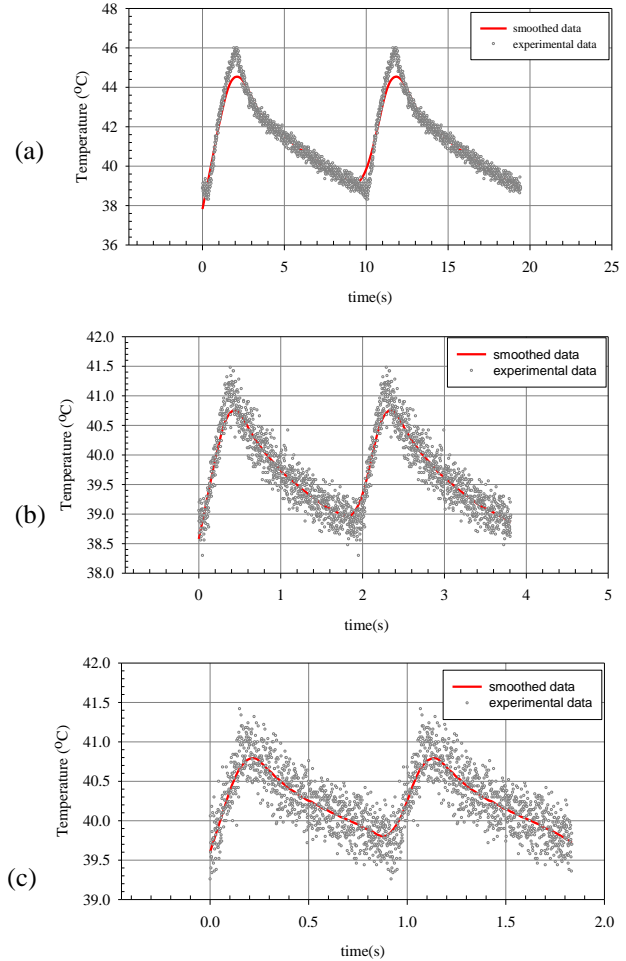 48
46
44
42
40
38
36
Temperature (°C)
smoothed data
experimental data
(a)
0
5
10
15
20
25
time(s)
42.0
41.5
41.0
40.5
40.0
39.5
39.0
38.5
38.0
Temperature (°C)
smoothed data
experimental data
(b)
0
1
2
3
4
5
time(s)
42.0
41.5
41.0
40.5
40.0
39.5
39.0
Temperature (°C)
smoothed data
experimental data
(c)
0.0
0.5
1.0
1.5
2.0
time(s)